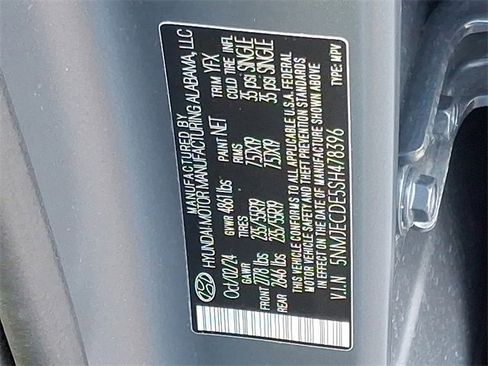 MANUFACTURED BY
HYUNDAI MOTOR MANUFACTURING ALABAMA, LLC
Oct/02/24 GVWR 4861 lbs PAINT NET TRIM YFX
GAWR TIRES RIMS COLD TIRE INFL
FRONT 2778 lbs 235/55R19 7.5JX19 35 psi SINGLE
REAR 2646 lbs 235/55R19 7.5JX19 35 psi SINGLE
THIS VEHICLE CONFORMS TO ALL APPLICABLE U.S.A. FEDERAL
MOTOR VEHICLE SAFETY STANDARDS IN
EFFECT ON THE DATE OF MANUFACTURE SHOWN ABOVE
V.I.N 5NMJECDE5SH478396 TYPE: MPV